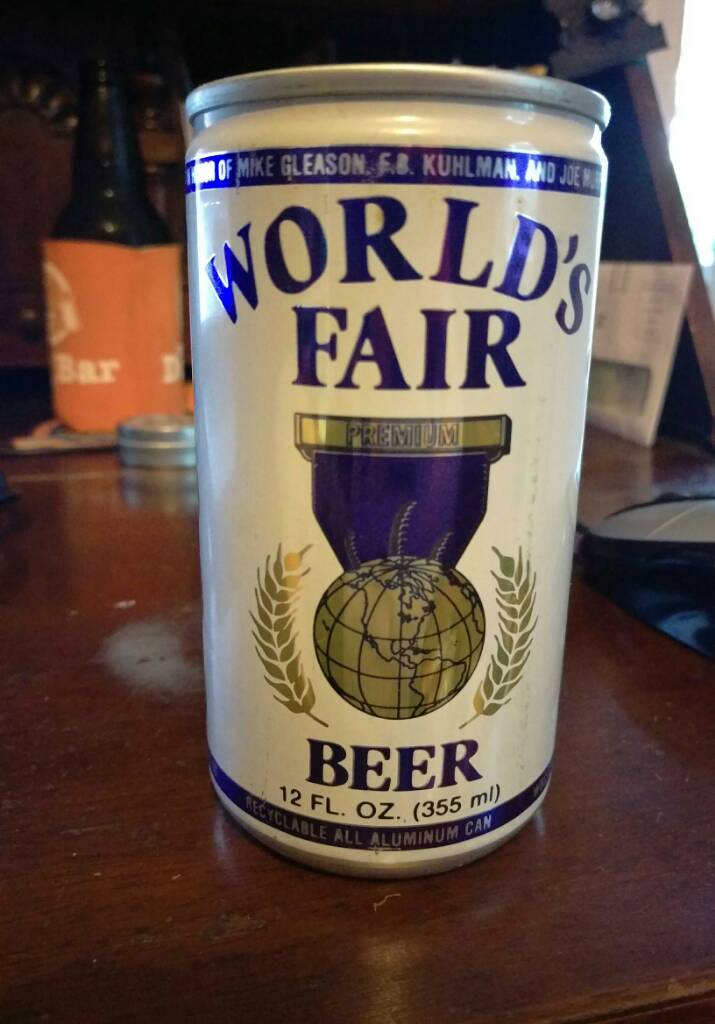 OF MIKE GLEASON, F.B. KUHLMAN, AND JOE
WORLD'S
FAIR
PREMIUM
BEER
12 FL. OZ. (355 ml)
RECYCLABLE ALL ALUMINUM CAN
Bar